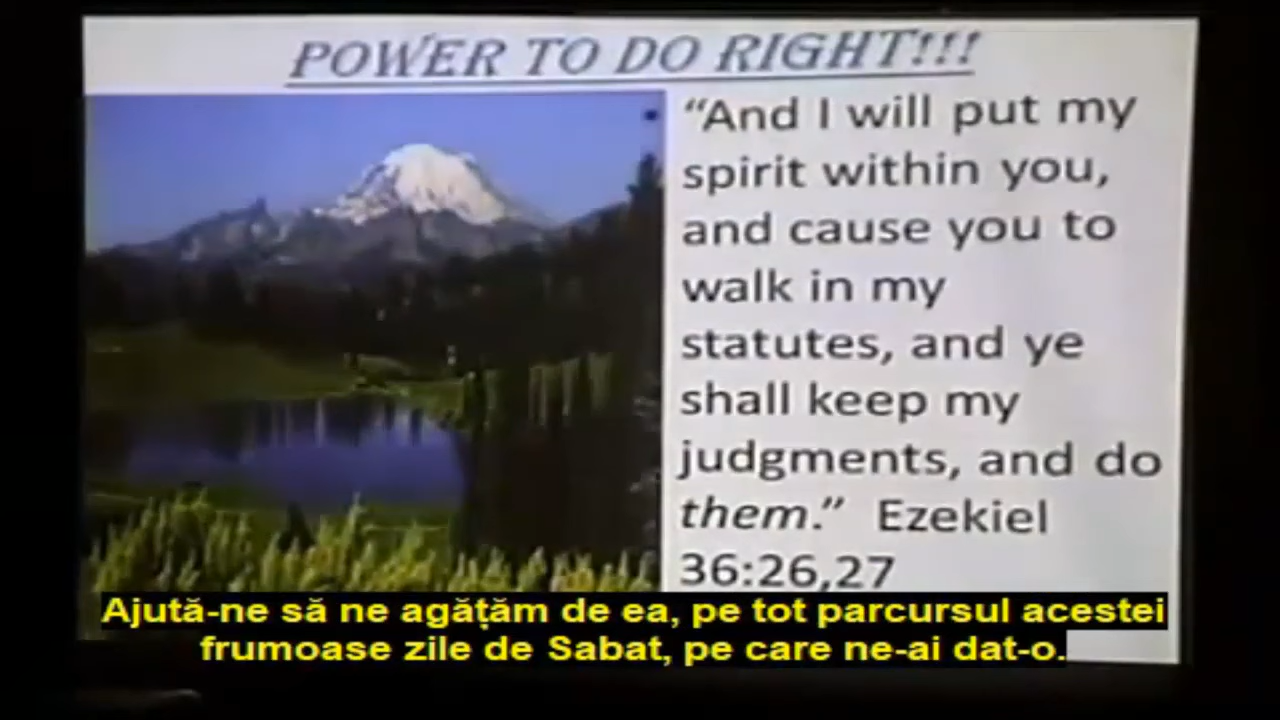 POWER TO DO RIGHT!!!
“And I will put my
spirit within you,
and cause you to
walk in my
statutes, and ye
shall keep my
judgments, and do
them.” Ezekiel
36:26,27
Ajută-ne să ne agățăm de ea, pe tot parcursul acestei
frumoase zile de Sabat, pe care ne-ai dat-o.